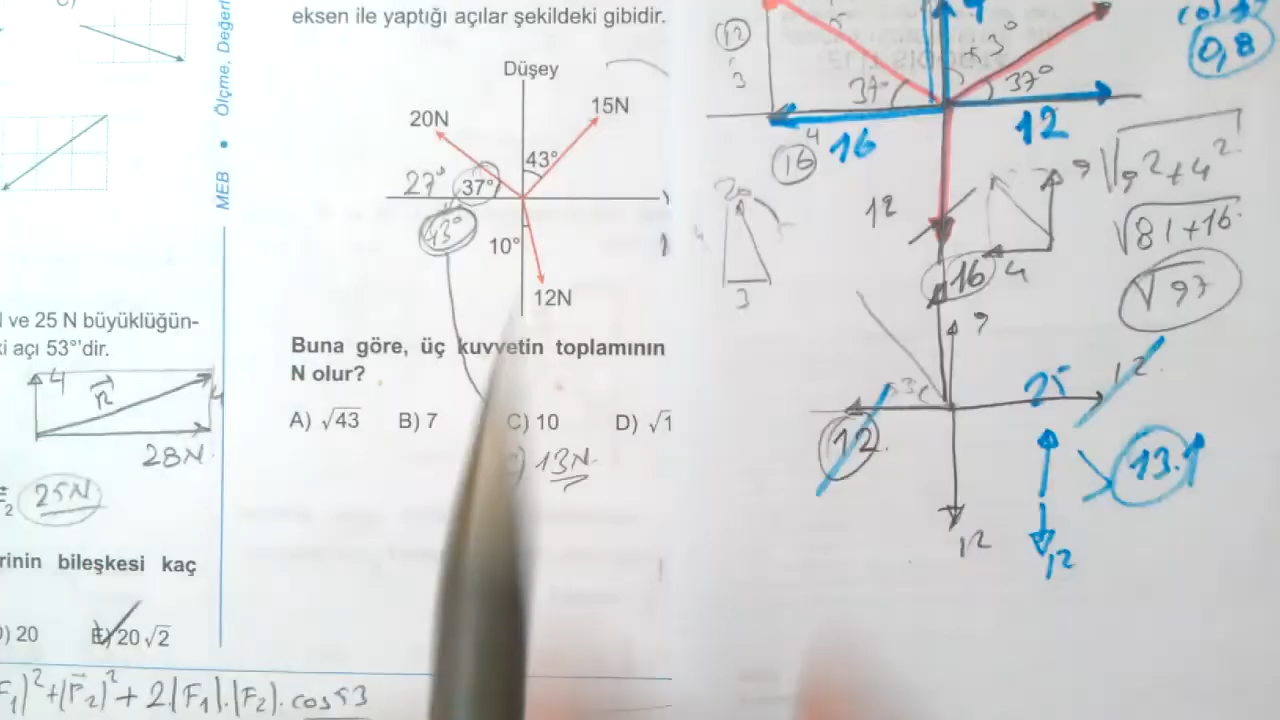 MEB • Ölçme, Değerl
ve 25 N büyüklüğün-
açı 53°'dir.
4
28N
25N
rinin bileşkesi kaç
20
E) 20√2
F₁)²+(F₂)²+2|F₁|.|F₂|.cos53
eksen ile yaptığı açılar şekildeki gibidir.
Düşey
20N
15N
43°
27°
37°
43°
10°
12N
Buna göre, üç kuvvetin toplamının
N olur?
A) √43 B) 7 C) 10 D) √1
13N
12
3
37°
53°
37°
0,8
16
12
4
16
20
3
12
16
4
9
√9²+4²
√81+16
√97
9
53
12
12
12
25
13
12